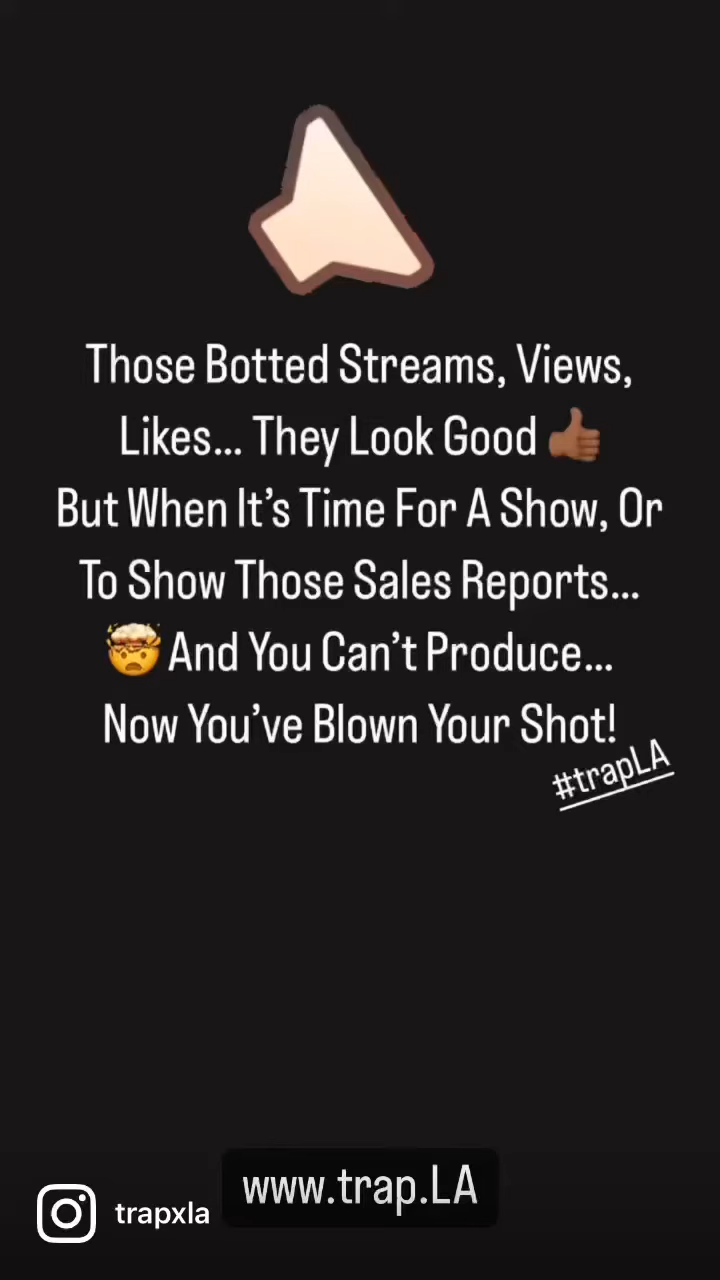 Those Botted Streams, Views,
Likes... They Look Good 👍🏾
But When It’s Time For A Show, Or
To Show Those Sales Reports...
🤯 And You Can’t Produce...
Now You’ve Blown Your Shot!
#trapLA
www.trap.LA
trapxla